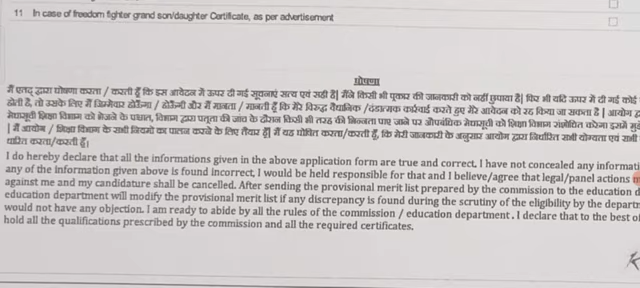 11 In case of freedom fighter grand son/daughter Certificate, as per advertisement
घोषणा
मैं एतद् द्वारा घोषणा करता / करती हूँ कि इस आवेदन में ऊपर दी गई सूचनाएं सत्य एवं सही है| मैंने किसी भी प्रकार की जानकारी को नहीं छुपाया है| फिर भी यदि ऊपर में दी गई कोई
होती है, तो उसके लिए मैं जिम्मेवार होऊँगा / होऊँगी और मैं मानता / मानती हूँ कि मेरे विरुद्ध वैधानिक /दंडात्मक कार्रवाई करते हुए मेरे आवेदन को रद्द किया जा सकता है | आयोग
मेधासूची शिक्षा विभाग को भेजने के पश्चात, विभाग द्वारा पात्रता की जांच के दौरान किसी भी तरह की भिन्नता पाए जाने पर औपबंधिक मेधासूची को शिक्षा विभाग संशोधित करेगा इसमें
| मैं आयोग / शिक्षा विभाग के सभी नियमों का पालन करने के लिए तैयार हूँ| मैं यह घोषित करता/करती हूँ, कि मेरी जानकारी के अनुसार आयोग द्वारा निर्धारित सभी योग्यता एवं सभी
धारित करता/करती हूँ|
I do hereby declare that all the informations given in the above application form are true and correct, I have not concealed any informati
any of the information given above is found incorrect, I would be held responsible for that and I believe/agree that legal/panel actions
against me and my candidature shall be cancelled. After sending the provisional merit list prepared by the commission to the education d
education department will modify the provisional merit list if any discrepancy is found during the scrutiny of the eligibility by the departm
would not have any objection. I am ready to abide by all the rules of the commission / education department. I declare that to the best of
hold all the qualifications prescribed by the commission and all the required certificates.